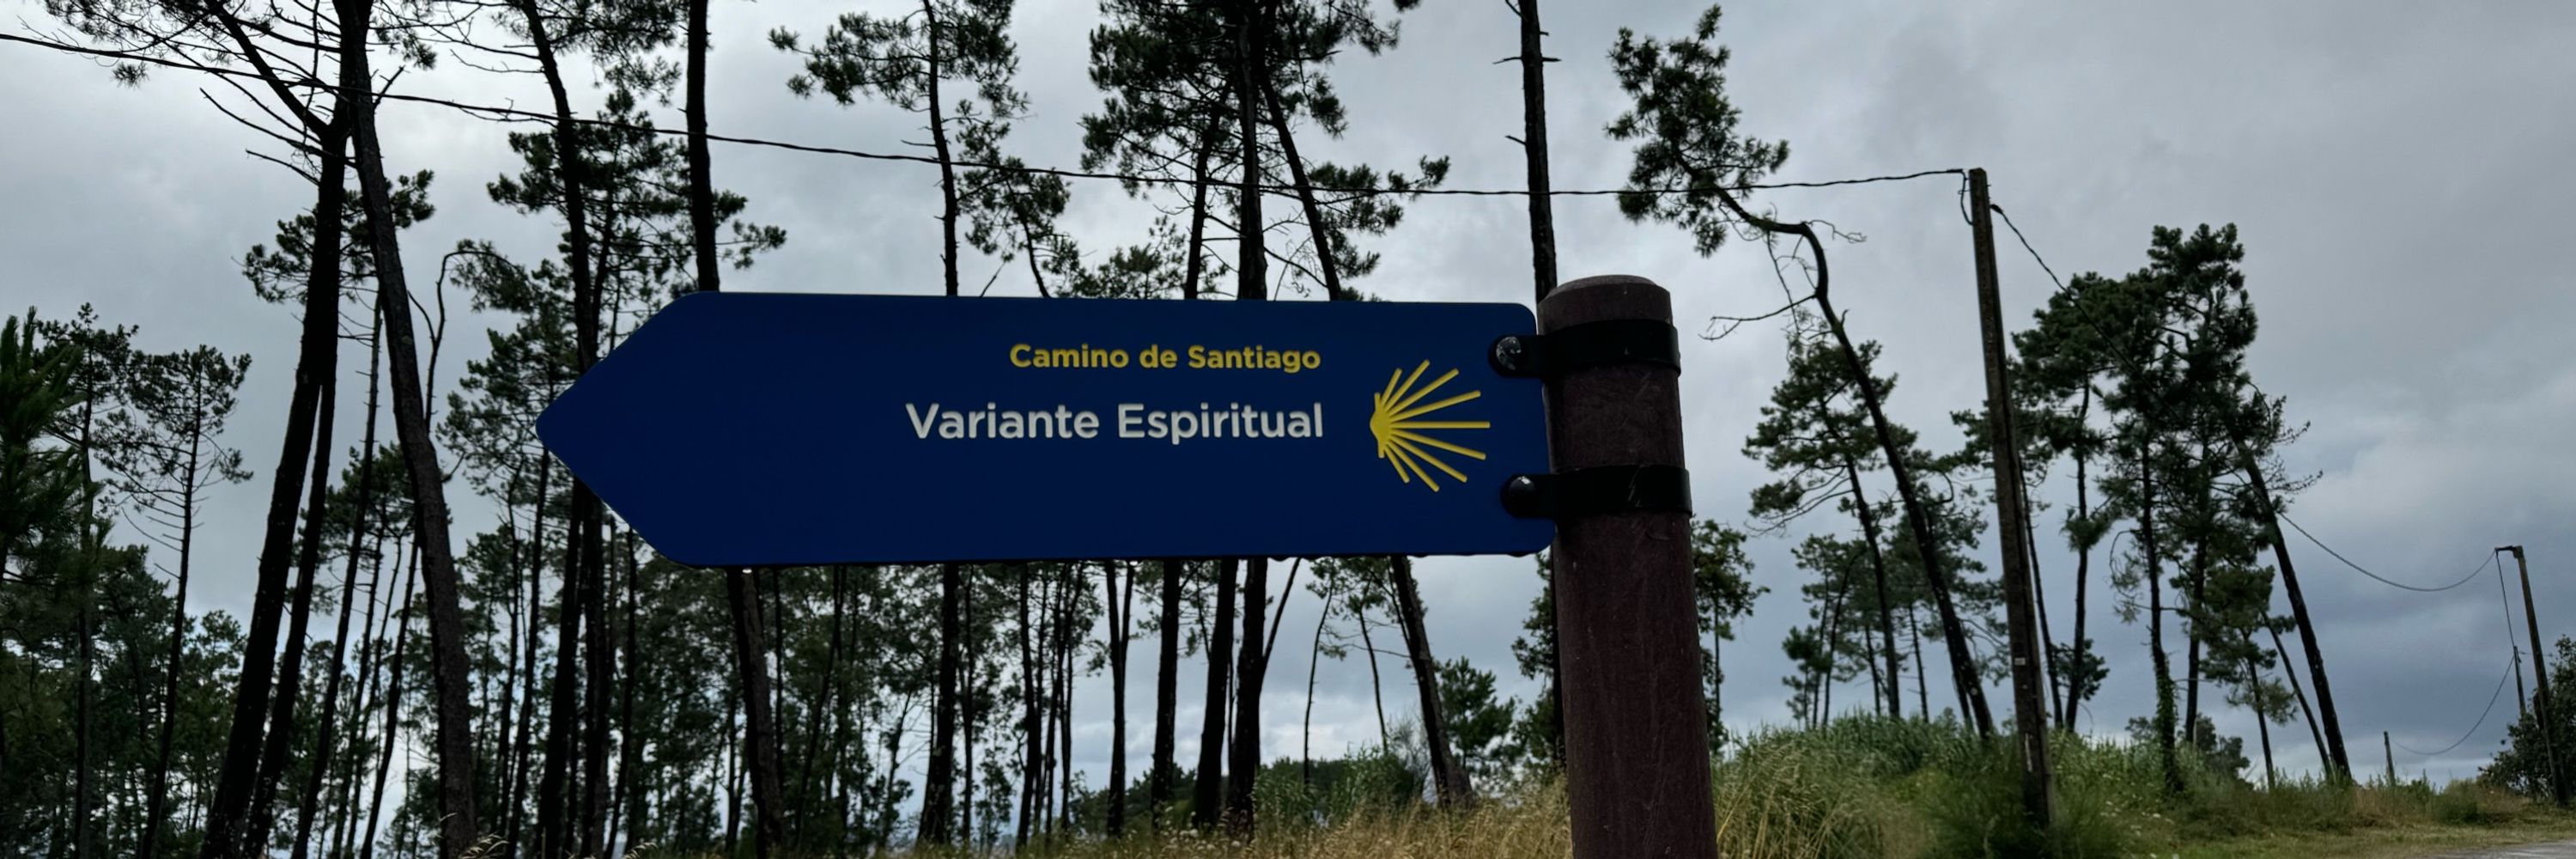 Camino de Santiago
Variante Espiritual